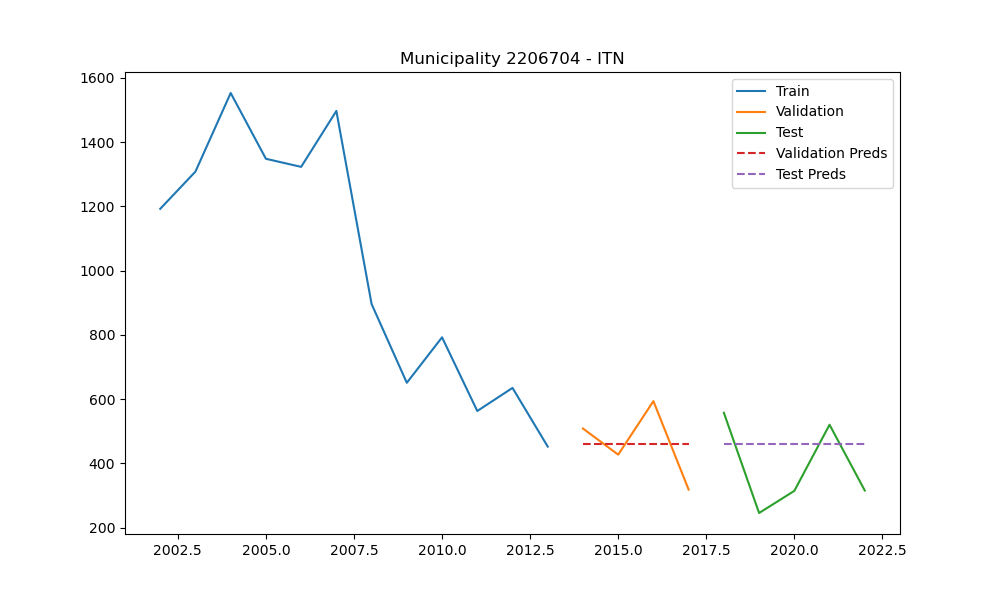 Municipality 2206704 - ITN
1600
1400
1200
1000
800
600
400
200
2002.5 2005.0 2007.5 2010.0 2012.5 2015.0 2017.5 2020.0 2022.5
Train
Validation
Test
Validation Preds
Test Preds